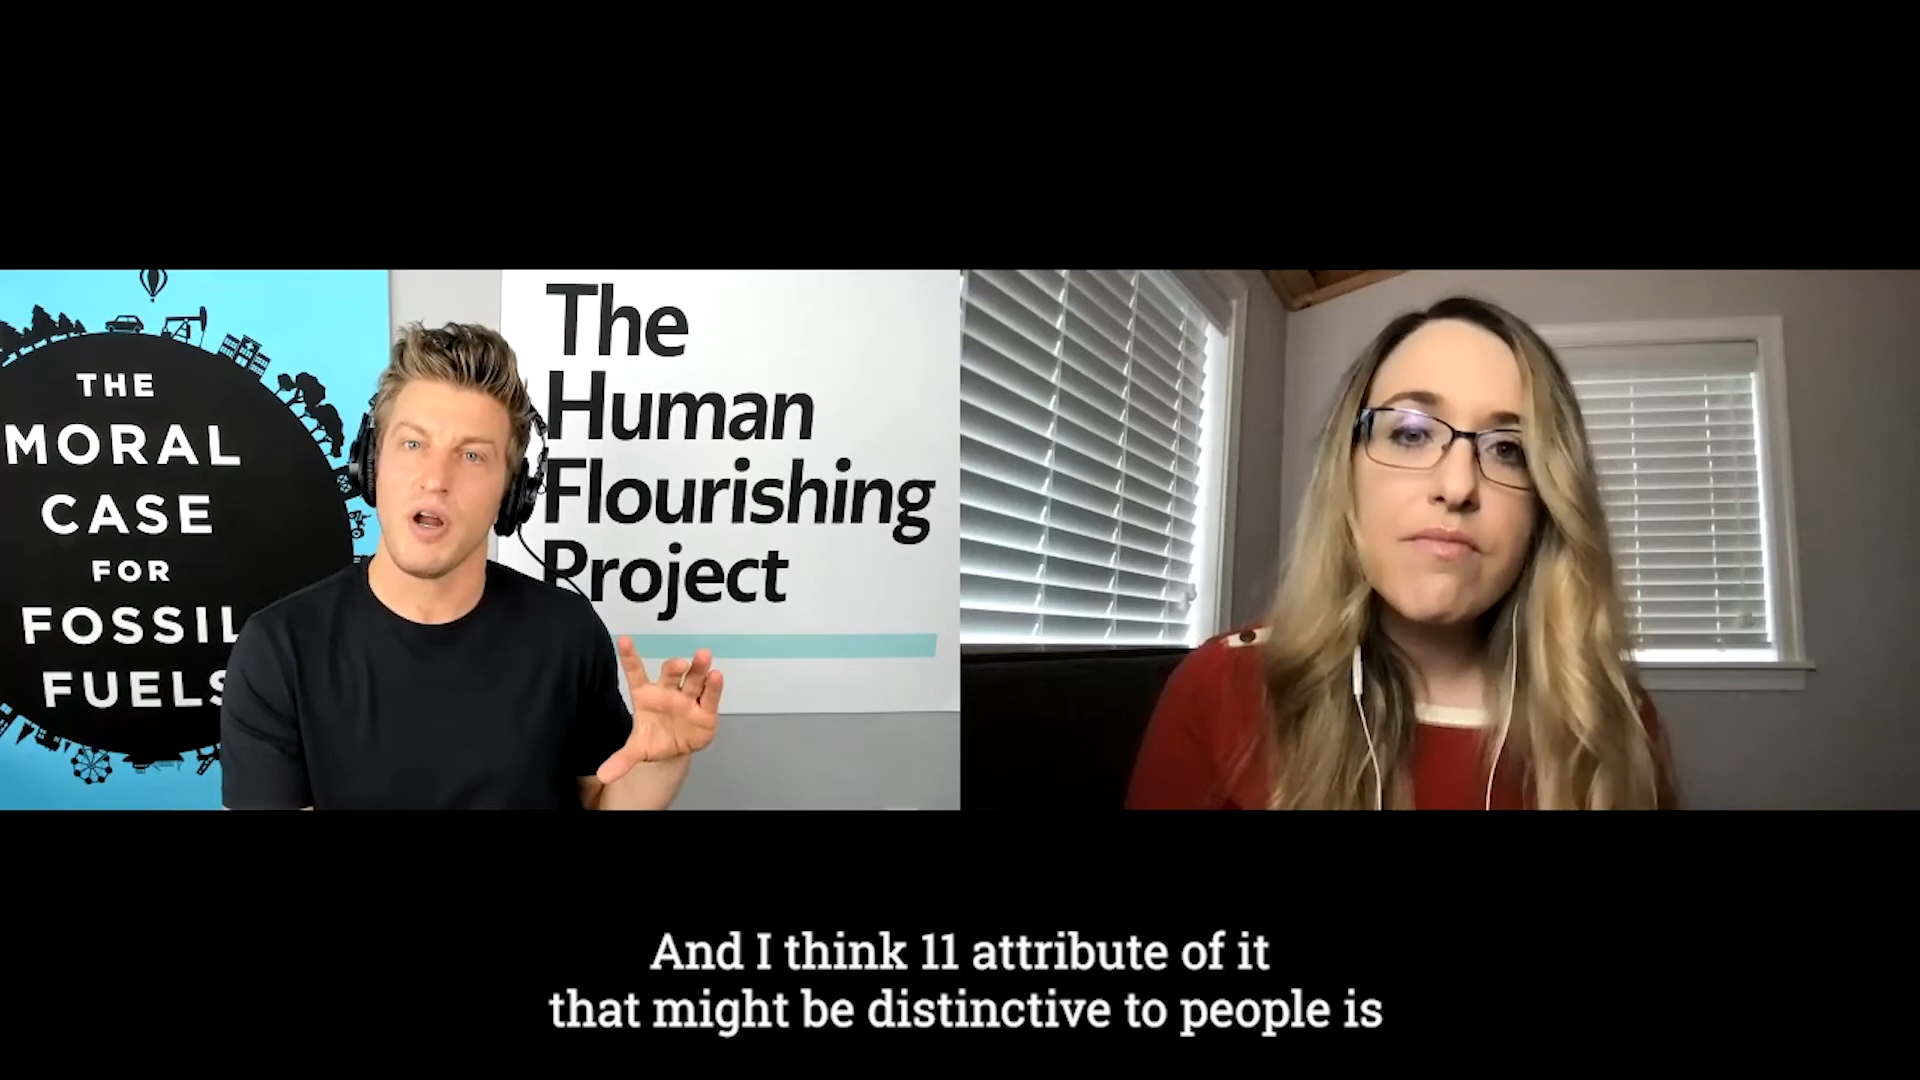 THE
MORAL
CASE
FOR
FOSSIL
FUELS
The
Human
Flourishing
Project
And I think 11 attribute of it
that might be distinctive to people is